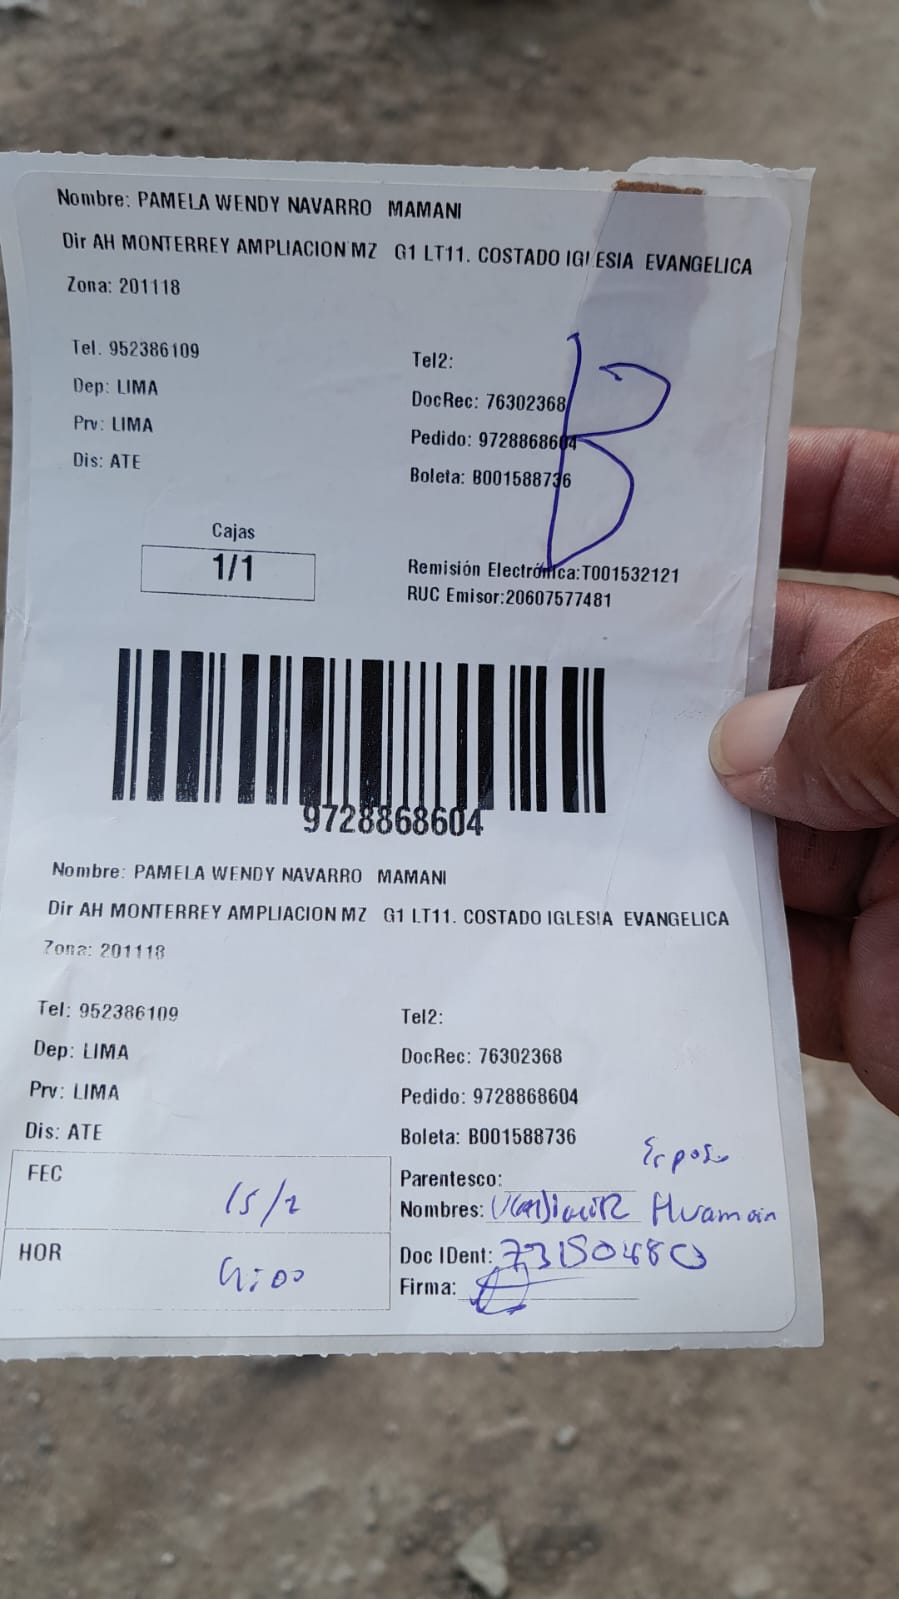 Nombre: PAMELA WENDY NAVARRO MAMANI
Dir AH MONTERREY AMPLIACION MZ G1 LT11. COSTADO IGLESIA EVANGELICA
Zona: 201118
Tel. 952386109
Tel2:
Dep: LIMA
DocRec: 76302368
Prv: LIMA
Pedido: 9728868604
Dis: ATE
Boleta: B001588736
B
Cajas
1/1
Remisión Electrónica:T001532121
RUC Emisor:20607577481
9728868604
Nombre: PAMELA WENDY NAVARRO MAMANI
Dir AH MONTERREY AMPLIACION MZ G1 LT11. COSTADO IGLESIA EVANGELICA
Zona: 201118
Tel: 952386109
Tel2:
Dep: LIMA
DocRec: 76302368
Prv: LIMA
Pedido: 9728868604
Dis: ATE
Boleta: B001588736
FEC 15/2
Parentesco: Esposo
Nombres: Huamán
HOR
Doc IDent: 73150480
Firma: